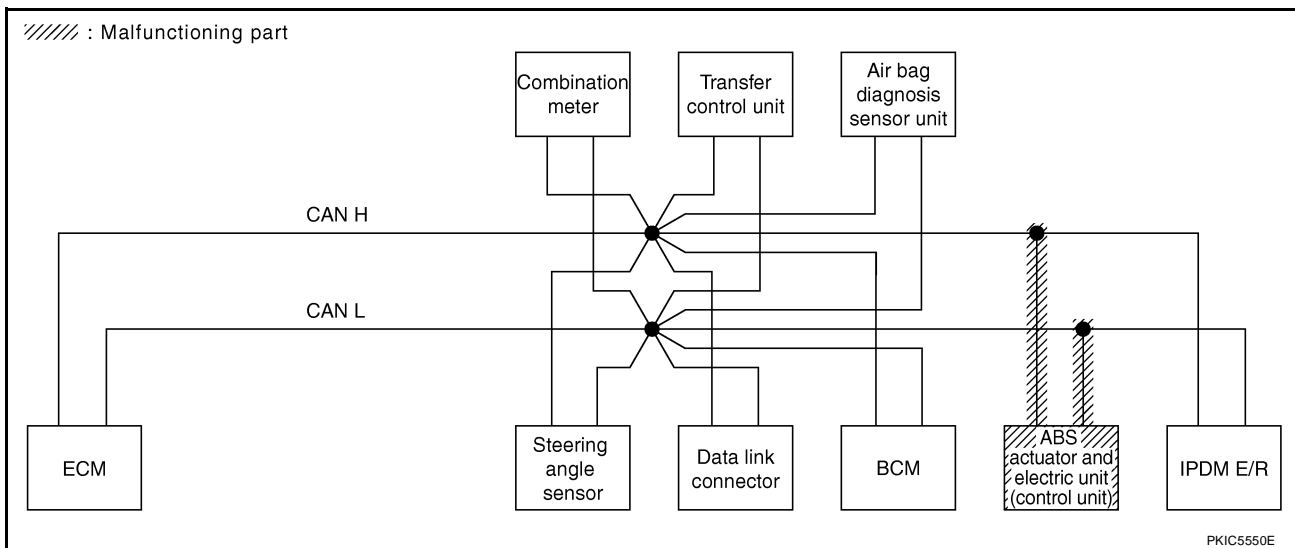 : Malfunctioning part
Combination
meter
Transfer
control unit
Air bag
diagnosis
sensor unit
CAN H
CAN L
ECM
Steering
angle
sensor
Data link
connector
BCM
ABS
actuator and
electric unit
(control unit)
IPDM E/R
PKIC5550E